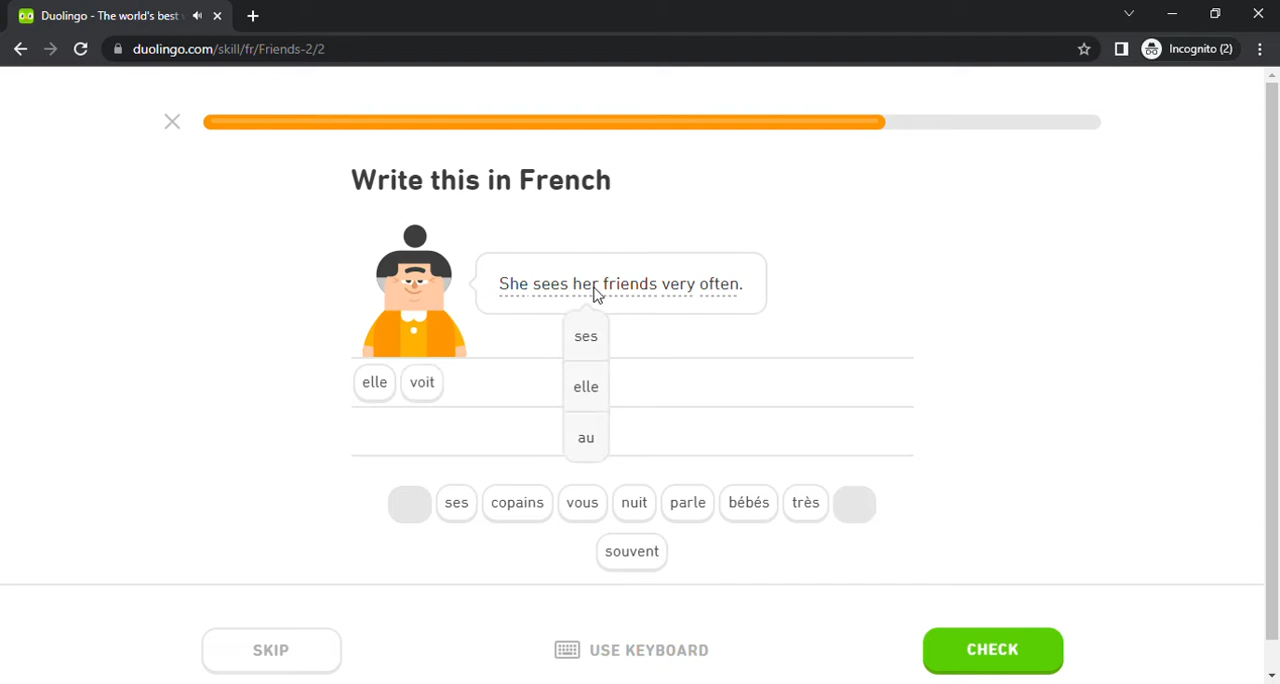 Duolingo - The world's best
duolingo.com/skill/fr/Friends-2/2
Incognito (2)
Write this in French
She sees her friends very often.
ses
elle
au
elle voit
ses copains vous nuit parle bébés très
souvent
SKIP
USE KEYBOARD
CHECK